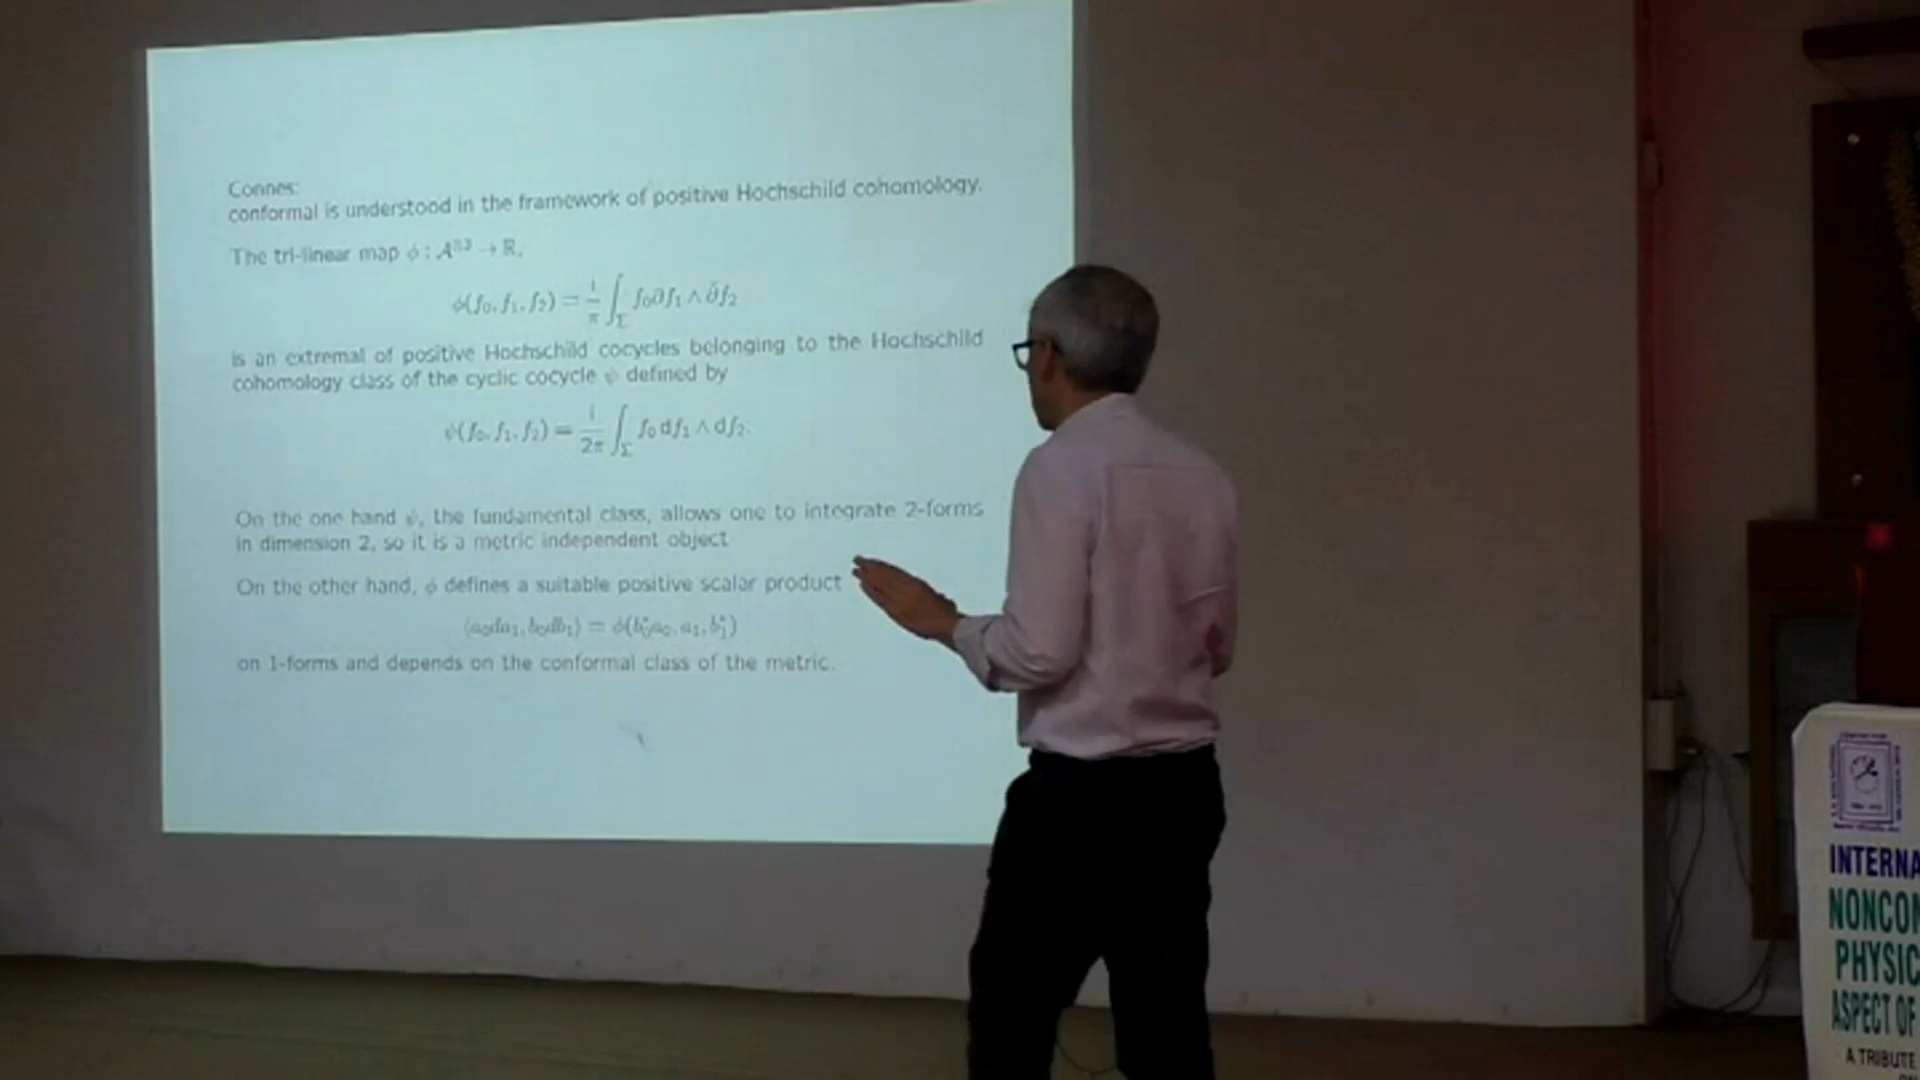 Connes:
conformal is understood in the framework of positive Hochschild cohomology.
The tri-linear map ϕ : A^{⊗3} → ℝ,
ϕ(f₀, f₁, f₂) = i/π ∫_Σ f₀∂f₁ ∧ ∂̄f₂
is an extremal of positive Hochschild cocycles belonging to the Hochschild
cohomology class of the cyclic cocycle ψ defined by
ψ(f₀, f₁, f₂) = i/2π ∫_Σ f₀ df₁ ∧ df₂.
On the one hand ψ, the fundamental class, allows one to integrate 2-forms
in dimension 2, so it is a metric independent object
On the other hand, ϕ defines a suitable positive scalar product
⟨a₀da₁, b₀db₁⟩ = ϕ(b₀*a₀, a₁, b₁*)
on 1-forms and depends on the conformal class of the metric.
INTERNA
NONCOM
PHYSIC
ASPECT OF
A TRIBUTE